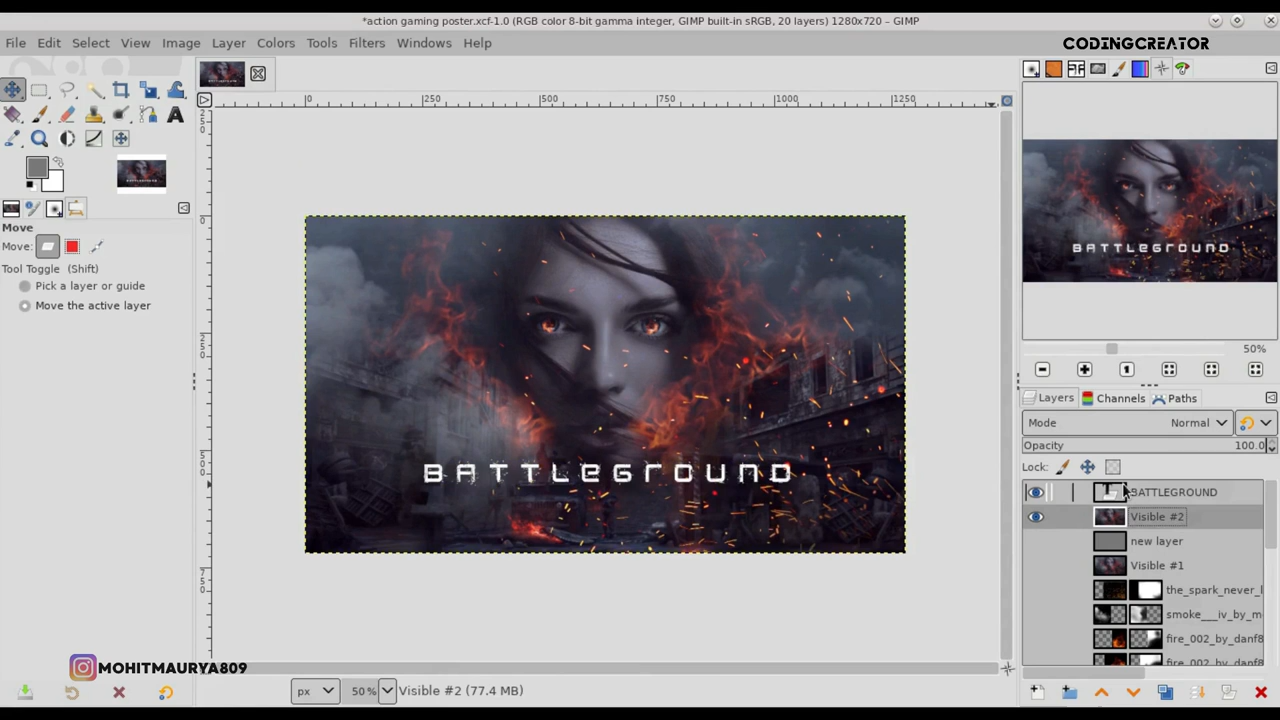 *action gaming poster.xcf-1.0 (RGB color 8-bit gamma integer, GIMP built-in sRGB, 20 layers) 1280x720 – GIMP
File Edit Select View Image Layer Colors Tools Filters Windows Help
CODINGCREATOR
0 250 500 750 1000 1250
Move
Move:
Tool Toggle (Shift)
Pick a layer or guide
Move the active layer
BATTLEGROUND
BATTLEGROUND
50%
Layers Channels Paths
Mode Normal
Opacity 100.0
Lock:
BATTLEGROUND
Visible #2
new layer
Visible #1
the_spark_never_l
smoke___iv_by_m
fire_002_by_danf8
fire_002_by_danf8
MOHITMAURYA809
px 50% Visible #2 (77.4 MB)